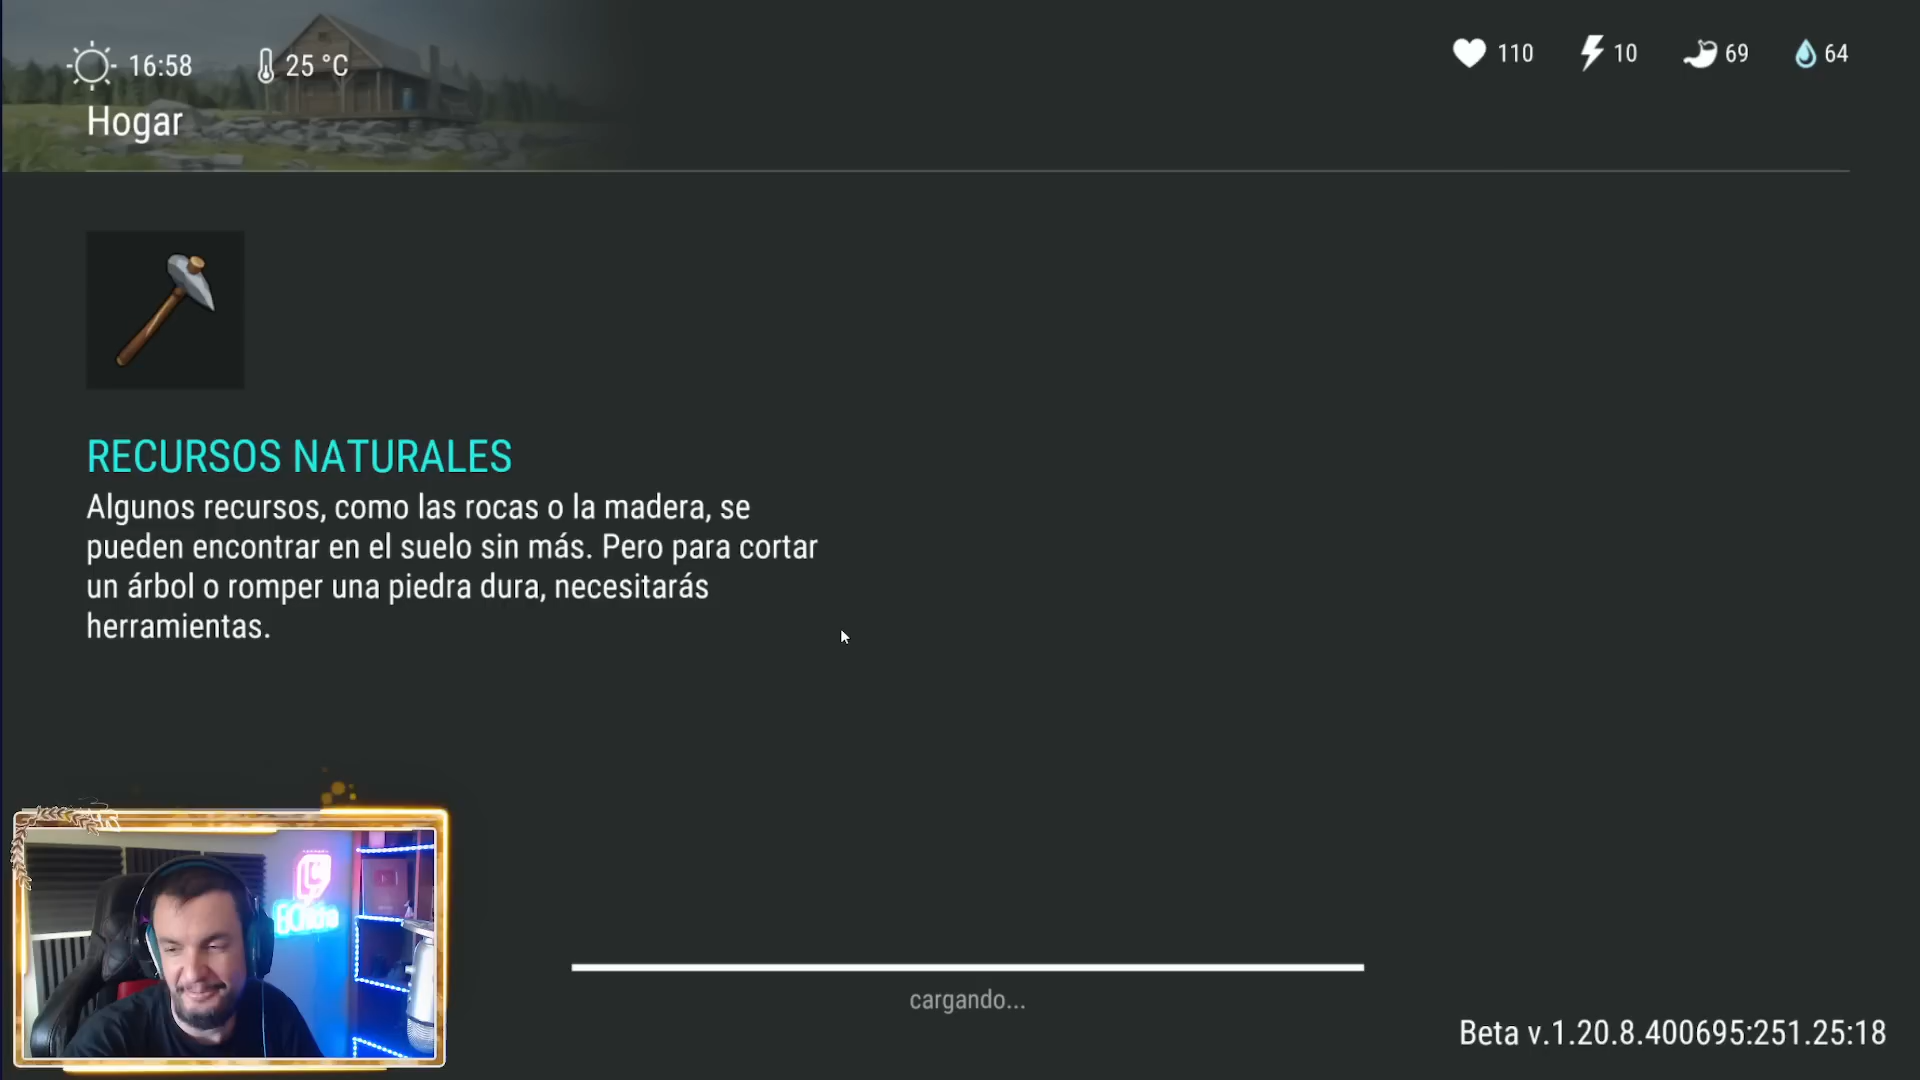 16:58
25 °C
Hogar
110
10
69
64
RECURSOS NATURALES
Algunos recursos, como las rocas o la madera, se
pueden encontrar en el suelo sin más. Pero para cortar
un árbol o romper una piedra dura, necesitarás
herramientas.
cargando...
Beta v.1.20.8.400695:251.25:18